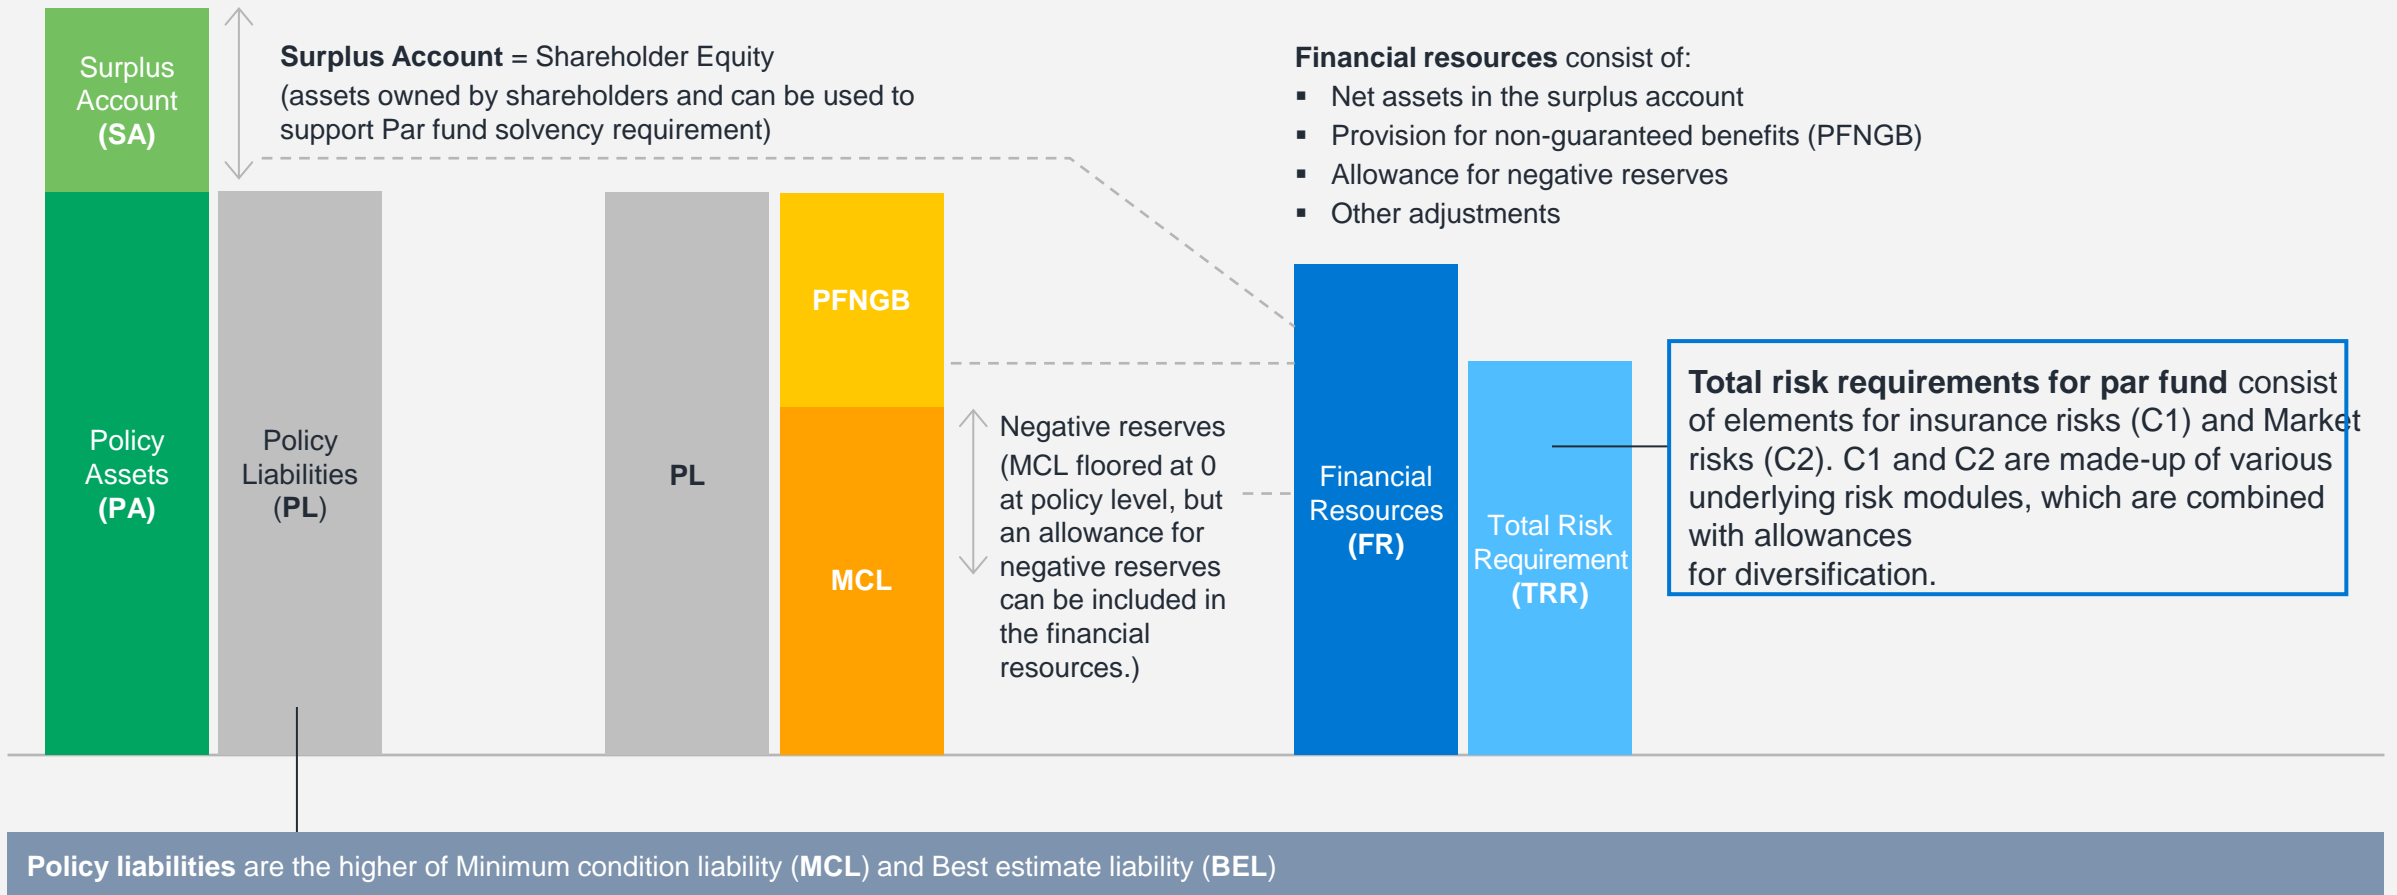 Surplus
Account
(SA)
Surplus Account = Shareholder Equity
(assets owned by shareholders and can be used to
support Par fund solvency requirement)
Financial resources consist of:
▪ Net assets in the surplus account
▪ Provision for non-guaranteed benefits (PFNGB)
▪ Allowance for negative reserves
▪ Other adjustments
Policy
Assets
(PA)
Policy
Liabilities
(PL)
PL
PFNGB
MCL
Negative reserves
(MCL floored at 0
at policy level, but
an allowance for
negative reserves
can be included in
the financial
resources.)
Financial
Resources
(FR)
Total Risk
Requirement
(TRR)
Total risk requirements for par fund consist
of elements for insurance risks (C1) and Market
risks (C2). C1 and C2 are made-up of various
underlying risk modules, which are combined
with allowances
for diversification.
Policy liabilities are the higher of Minimum condition liability (MCL) and Best estimate liability (BEL)